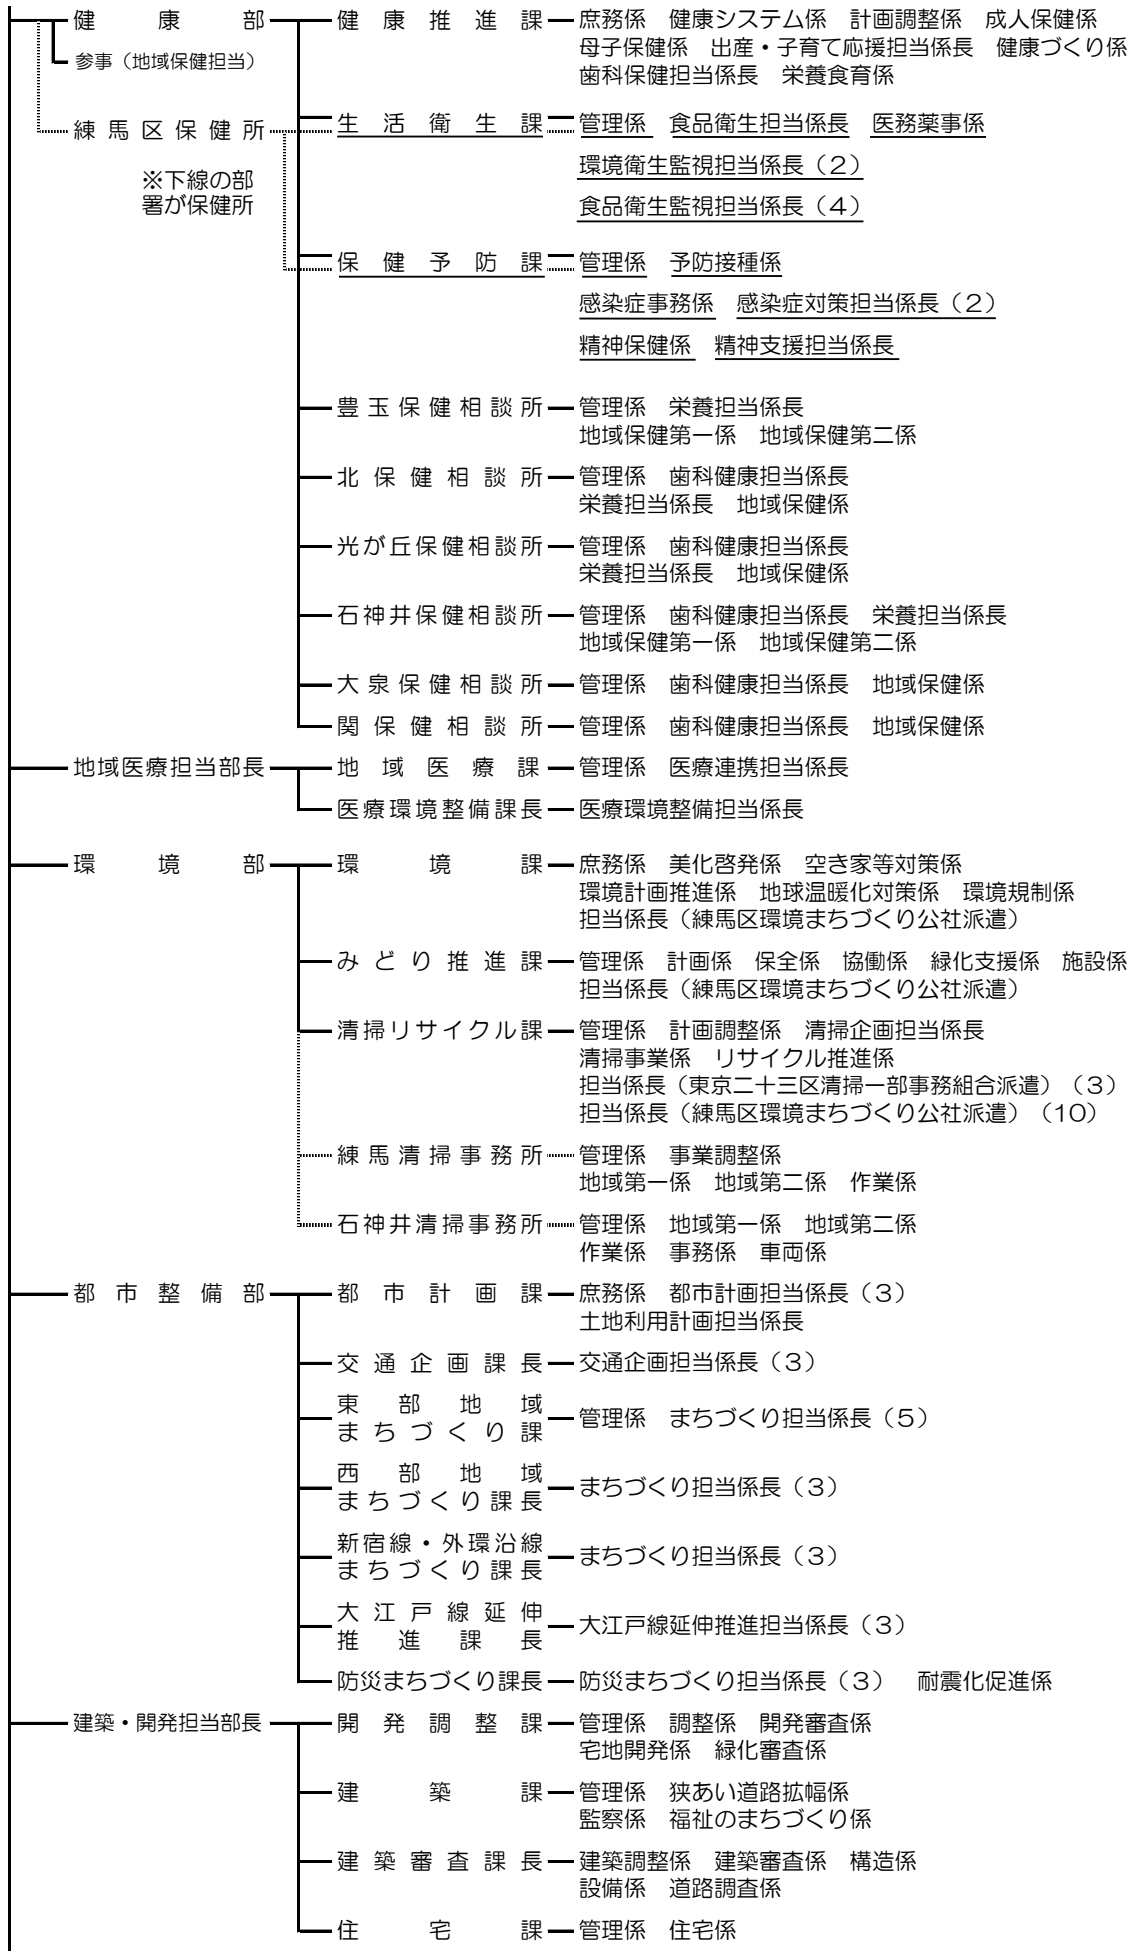 健康部 健康推進課 庶務係 健康システム係 計画調整係 成人保健係
母子保健係 出産・子育て応援担当係長 健康づくり係
参事（地域保健担当）
歯科保健担当係長 栄養食育係
練馬区保健所 生活衛生課 管理係 食品衛生担当係長 医務薬事係
環境衛生監視担当係長（2）
※下線の部
署が保健所
食品衛生監視担当係長（4）
保健予防課 管理係 予防接種係
感染症事務係 感染症対策担当係長（2）
精神保健係 精神支援担当係長
豊玉保健相談所 管理係 栄養担当係長
地域保健第一係 地域保健第二係
北保健相談所 管理係 歯科健康担当係長
栄養担当係長 地域保健係
光が丘保健相談所 管理係 歯科健康担当係長
栄養担当係長 地域保健係
石神井保健相談所 管理係 歯科健康担当係長 栄養担当係長
地域保健第一係 地域保健第二係
大泉保健相談所 管理係 歯科健康担当係長 地域保健係
関保健相談所 管理係 歯科健康担当係長 地域保健係
地域医療担当部長 地域医療課 管理係 医療連携担当係長
医療環境整備課長 医療環境整備担当係長
環境部 環境課 庶務係 美化啓発係 空き家等対策係
環境計画推進係 地球温暖化対策係 環境規制係
担当係長（練馬区環境まちづくり公社派遣）
みどり推進課 管理係 計画係 保全係 協働係 緑化支援係 施設係
担当係長（練馬区環境まちづくり公社派遣）
清掃リサイクル課 管理係 計画調整係 清掃企画担当係長
清掃事業係 リサイクル推進係
担当係長（東京二十三区清掃一部事務組合派遣）（3）
担当係長（練馬区環境まちづくり公社派遣）（10）
練馬清掃事務所 管理係 事業調整係
地域第一係 地域第二係 作業係
石神井清掃事務所 管理係 地域第一係 地域第二係
作業係 事務係 車両係
都市整備部 都市計画課 庶務係 都市計画担当係長（3）
土地利用計画担当係長
交通企画課長 交通企画担当係長（3）
東部地域
まちづくり課 管理係 まちづくり担当係長（5）
西部地域
まちづくり課長 まちづくり担当係長（3）
新宿線・外環沿線
まちづくり課長 まちづくり担当係長（3）
大江戸線延伸
推進課長 大江戸線延伸推進担当係長（3）
防災まちづくり課長 防災まちづくり担当係長（3） 耐震化促進係
建築・開発担当部長 開発調整課 管理係 調整係 開発審査係
宅地開発係 緑化審査係
建築課 管理係 狭あい道路拡幅係
監察係 福祉のまちづくり係
建築審査課長 建築調整係 建築審査係 構造係
設備係 道路調査係
住宅課 管理係 住宅係